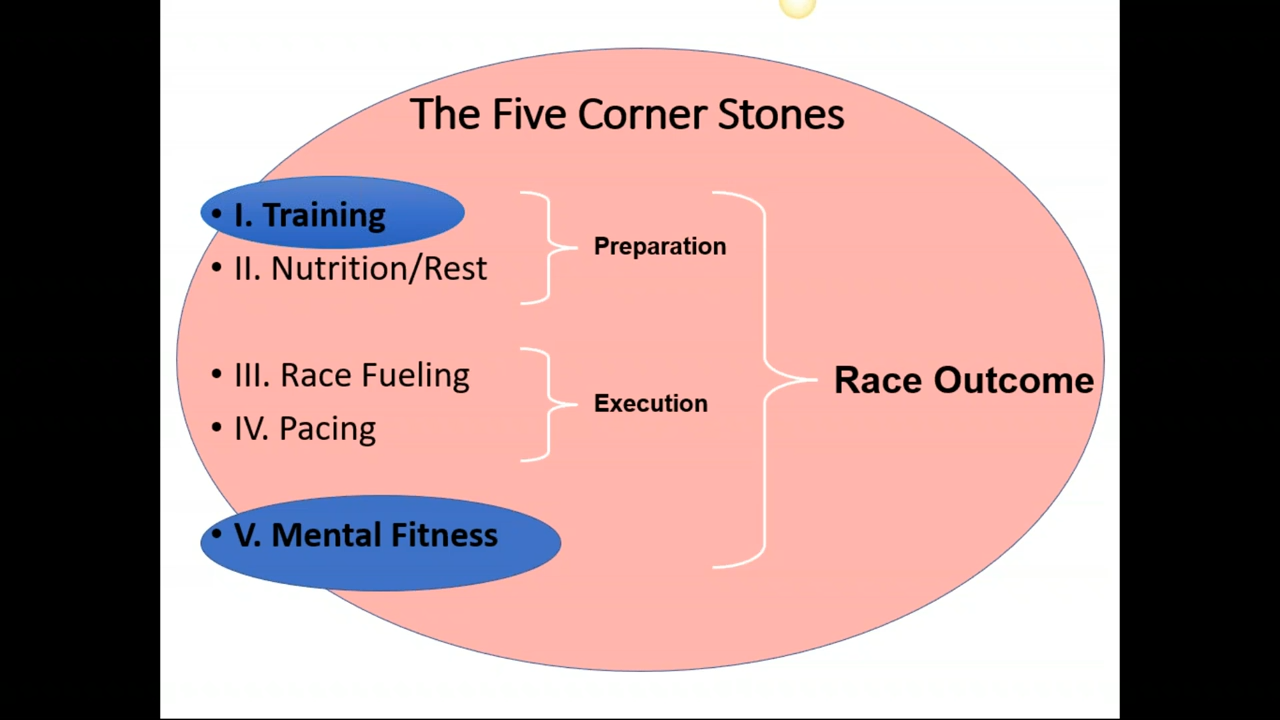 The Five Corner Stones
• I. Training
• II. Nutrition/Rest
Preparation
• III. Race Fueling
• IV. Pacing
Execution
• V. Mental Fitness
Race Outcome